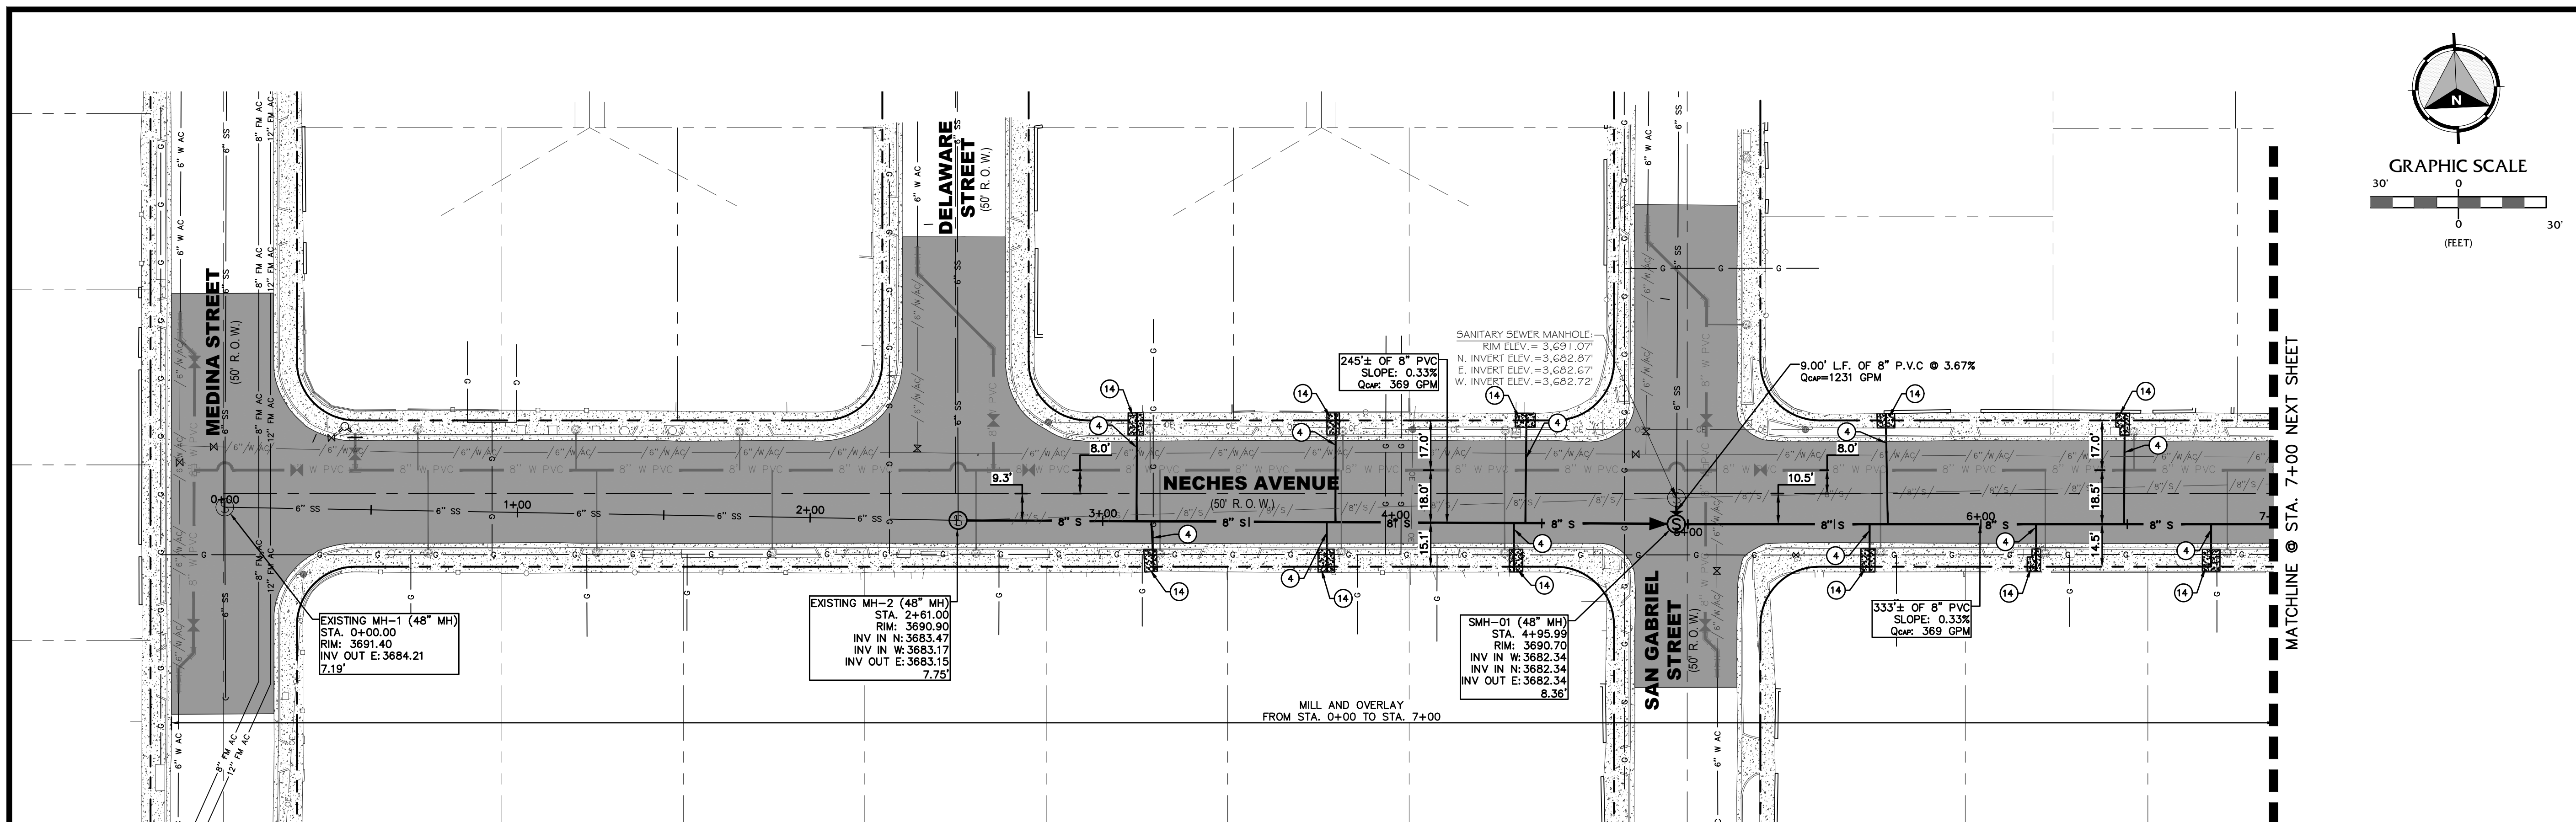 GRAPHIC SCALE
30'
0
0
30'
(FEET)
N
MATCHLINE @ STA. 7+00 NEXT SHEET
MEDINA STREET
(50' R. O. W.)
DELAWARE
STREET
(50' R. O. W.)
SAN GABRIEL
STREET
(50' R. O. W.)
NECHES AVENUE
(50' R. O. W.)
SANITARY SEWER MANHOLE:
RIM ELEV.= 3,691.07'
N. INVERT ELEV.=3,682.87'
E. INVERT ELEV.=3,682.67'
W. INVERT ELEV.=3,682.72'
245'± OF 8" PVC
SLOPE: 0.33%
QCAP: 369 GPM
9.00' L.F. OF 8" P.V.C @ 3.67%
QCAP=1231 GPM
EXISTING MH-1 (48" MH)
STA. 0+00.00
RIM: 3691.40
INV OUT E:3684.21
7.19'
EXISTING MH-2 (48" MH)
STA. 2+61.00
RIM: 3690.90
INV IN N:3683.47
INV IN W:3683.17
INV OUT E:3683.15
7.75'
SMH-01 (48" MH)
STA. 4+95.99
RIM: 3690.70
INV IN W:3682.34
INV IN N:3682.34
INV OUT E:3682.34
8.36'
333'± OF 8" PVC
SLOPE: 0.33%
QCAP: 369 GPM
MILL AND OVERLAY
FROM STA. 0+00 TO STA. 7+00
0+00
1+00
2+00
3+00
4+00
5+00
6+00
9.3'
8.0'
17.0'
18.0'
15.1'
10.5'
8.0'
17.0'
18.5'
14.5'
6" W AC
6" SS
8" FM AC
12" FM AC
8" W PVC
8" S
14
4
G
S